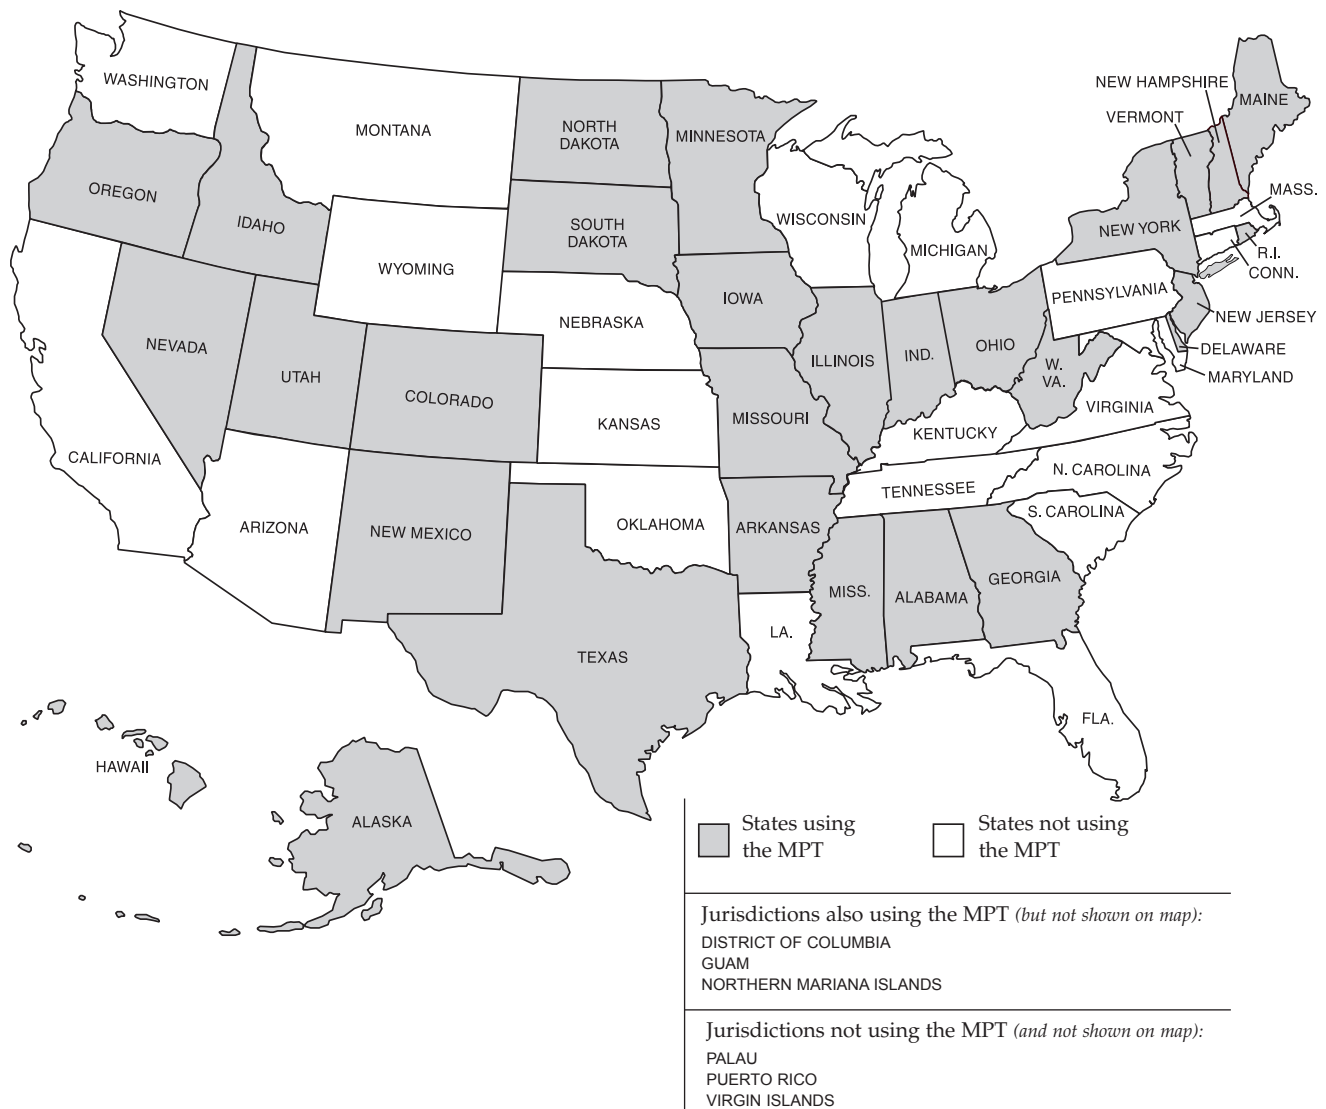 WASHINGTON
MONTANA
NORTH
DAKOTA
MINNESOTA
NEW HAMPSHIRE
VERMONT
MAINE
OREGON
IDAHO
SOUTH
DAKOTA
WISCONSIN
MICHIGAN
NEW YORK
MASS.
R.I.
CONN.
WYOMING
IOWA
NEBRASKA
PENNSYLVANIA
NEW JERSEY
NEVADA
UTAH
COLORADO
ILLINOIS
IND.
OHIO
W.
VA.
DELAWARE
MARYLAND
VIRGINIA
CALIFORNIA
KANSAS
MISSOURI
KENTUCKY
N. CAROLINA
TENNESSEE
S. CAROLINA
ARIZONA
NEW MEXICO
OKLAHOMA
ARKANSAS
MISS.
ALABAMA
GEORGIA
TEXAS
LA.
FLA.
HAWAII
ALASKA
States using
the MPT
States not using
the MPT
Jurisdictions also using the MPT (but not shown on map):
DISTRICT OF COLUMBIA
GUAM
NORTHERN MARIANA ISLANDS
Jurisdictions not using the MPT (and not shown on map):
PALAU
PUERTO RICO
VIRGIN ISLANDS